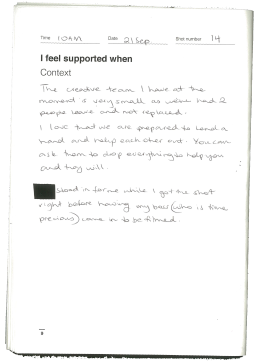 Time 10AM Date 21 Sep Shot number 14
I feel supported when
Context
The creative team I have at the
moment is very small as we've had 2
people leave and not replaced.
I love that we are prepared to lend a
hand and help each other out. You can
ask them to drop everything to help you
and they will.
stood in for me while I got the shot
right before having my boss (who is time
precious) come in to be filmed.